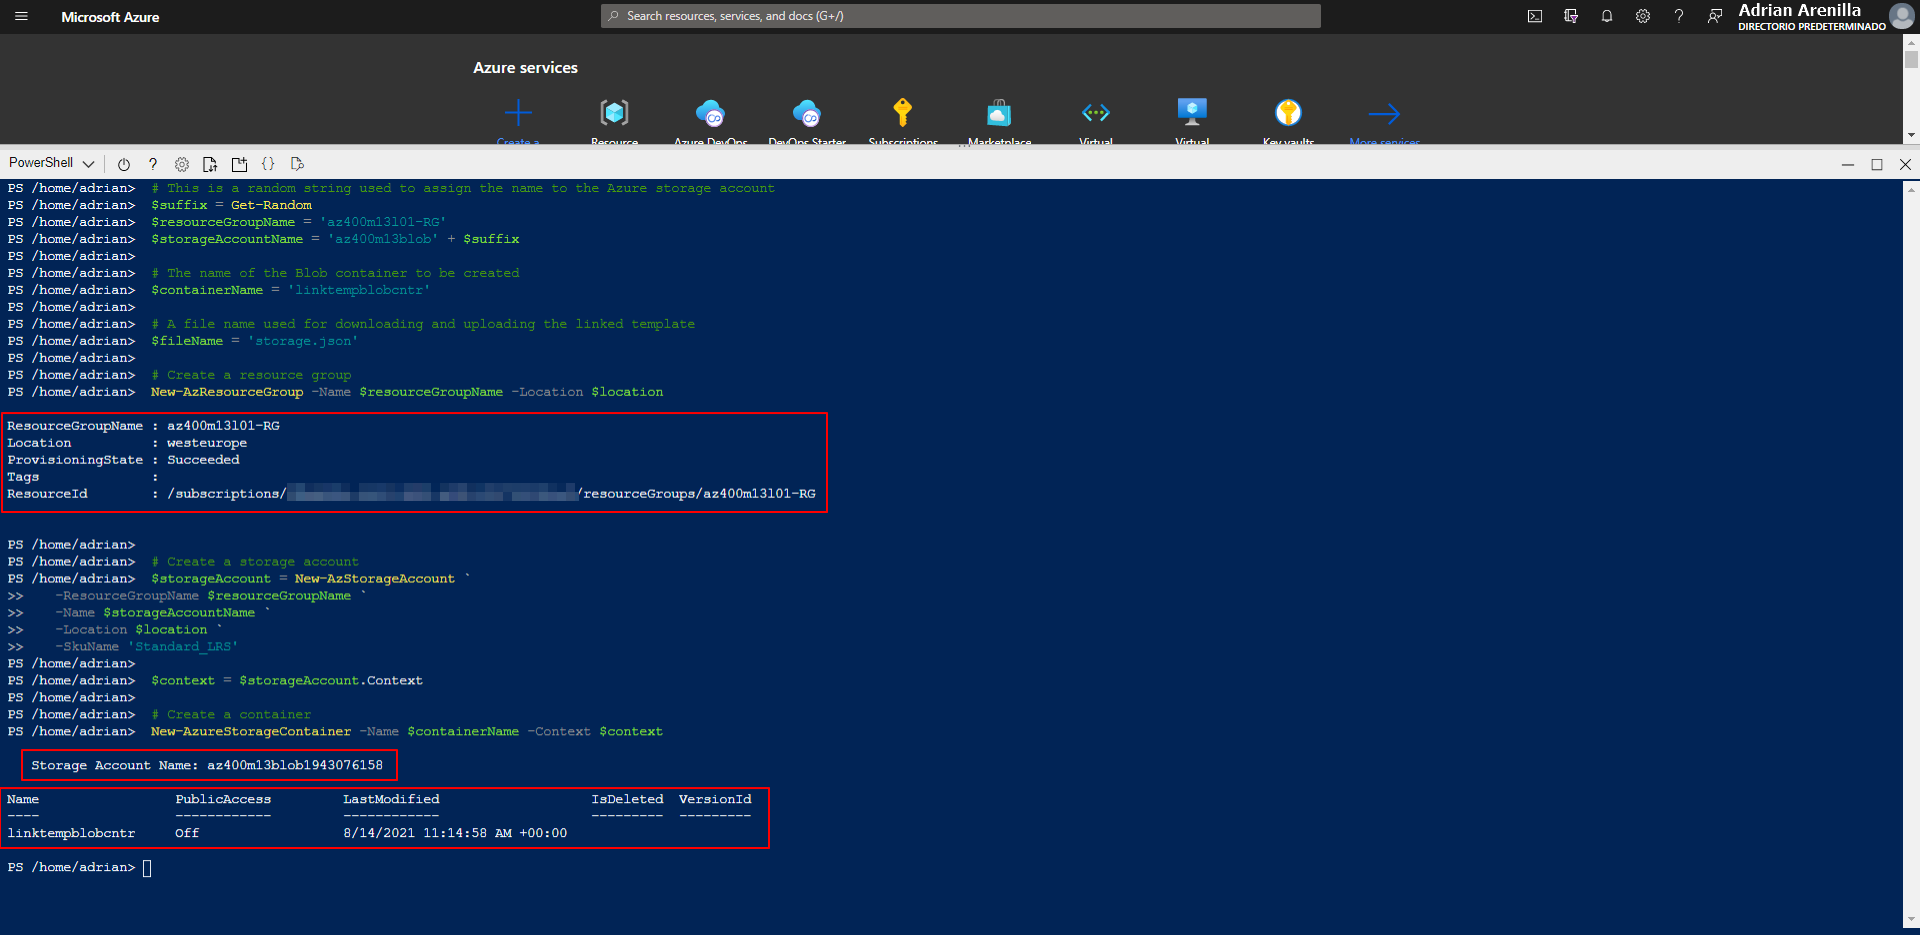 Microsoft Azure
Search resources, services, and docs (G+/)
Adrian Arenilla
DIRECTORIO PREDETERMINADO
Azure services
Create a
Resource
Azure DevOps
DevOps Starter
Subscriptions
Marketplace
Virtual
Virtual
Key vaults
More services
PowerShell
PS /home/adrian> # This is a random string used to assign the name to the Azure storage account
PS /home/adrian> $suffix = Get-Random
PS /home/adrian> $resourceGroupName = 'az400m13l01-RG'
PS /home/adrian> $storageAccountName = 'az400m13blob' + $suffix
PS /home/adrian>
PS /home/adrian> # The name of the Blob container to be created
PS /home/adrian> $containerName = 'linktempblobcntr'
PS /home/adrian>
PS /home/adrian> # A file name used for downloading and uploading the linked template
PS /home/adrian> $fileName = 'storage.json'
PS /home/adrian>
PS /home/adrian> # Create a resource group
PS /home/adrian> New-AzResourceGroup -Name $resourceGroupName -Location $location
ResourceGroupName : az400m13l01-RG
Location : westeurope
ProvisioningState : Succeeded
Tags :
ResourceId : /subscriptions/ /resourceGroups/az400m13l01-RG
PS /home/adrian>
PS /home/adrian> # Create a storage account
PS /home/adrian> $storageAccount = New-AzStorageAccount `
>> -ResourceGroupName $resourceGroupName `
>> -Name $storageAccountName `
>> -Location $location `
>> -SkuName 'Standard_LRS'
PS /home/adrian>
PS /home/adrian> $context = $storageAccount.Context
PS /home/adrian>
PS /home/adrian> # Create a container
PS /home/adrian> New-AzureStorageContainer -Name $containerName -Context $context
Storage Account Name: az400m13blob1943076158
Name PublicAccess LastModified IsDeleted VersionId
---- ------------ ------------ --------- ---------
linktempblobcntr Off 8/14/2021 11:14:58 AM +00:00
PS /home/adrian>